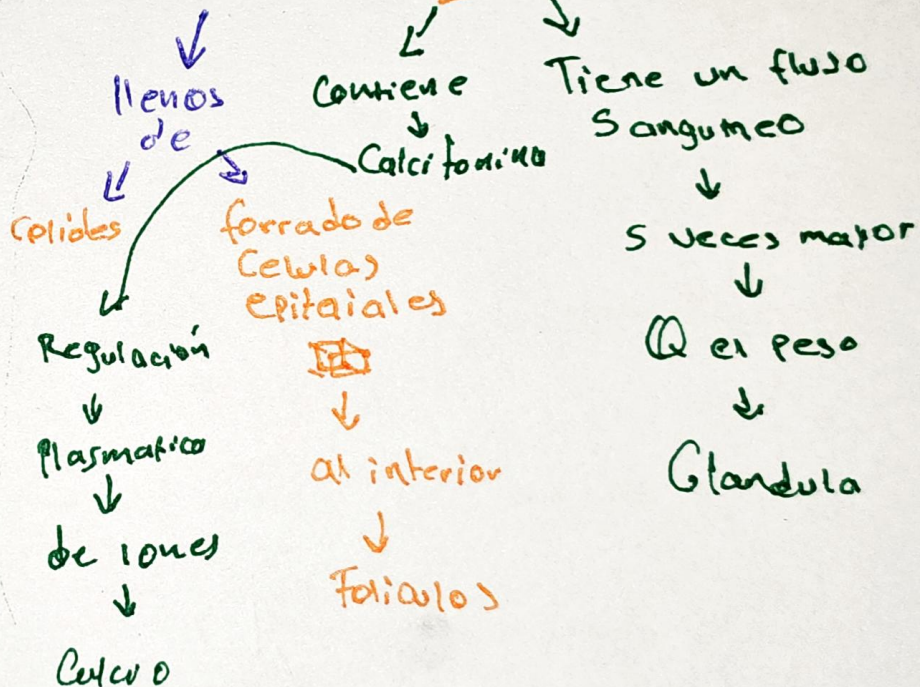 llenos
de
colides
forrado de
Celulas
epitaiales
al interior
Foliculos
Contiene
Calcitonina
Regulación
Plasmatico
de iones
Calcio
Tiene un flujo
Sanguineo
5 veces mayor
Q el peso
Glandula